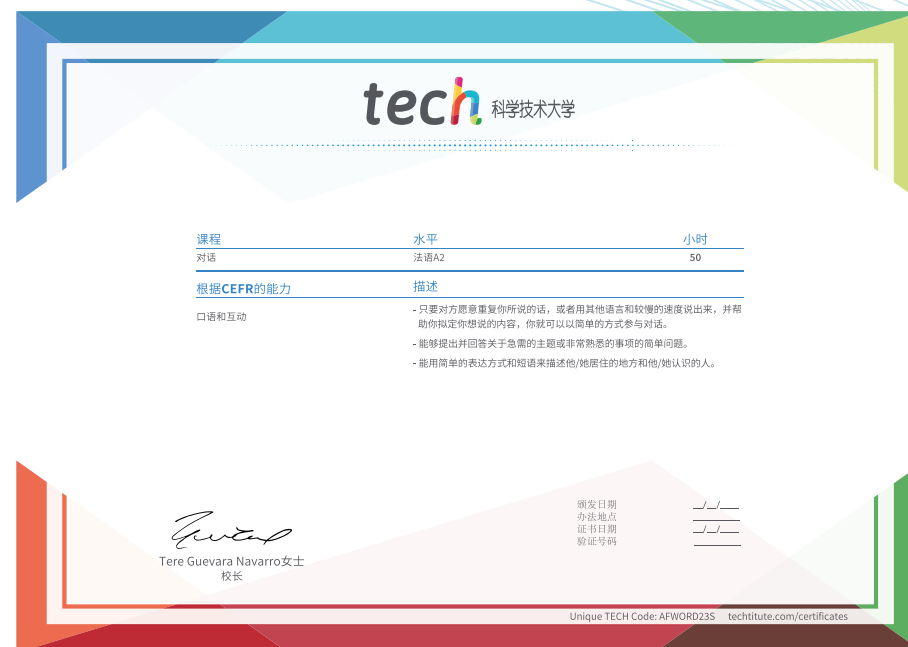 tech 科学技术大学
课程 水平 小时
对话 法语A2 50
根据CEFR的能力 描述
口语和互动
- 只要对方愿意重复你所说的话，或者用其他语言和较慢的速度说出来，并帮
助你拟定你想说的内容，你就可以以简单的方式参与对话。
- 能够提出并回答关于急需的主题或非常熟悉的事项的简单问题。
- 能用简单的表达方式和短语来描述他/她居住的地方和他/她认识的人。
颁发日期 __/__/____
办法地点 __________
证书日期 __/__/____
验证号码 __________
Tere Guevara Navarro女士
校长
Unique TECH Code: AFWORD23S techtitute.com/certificates